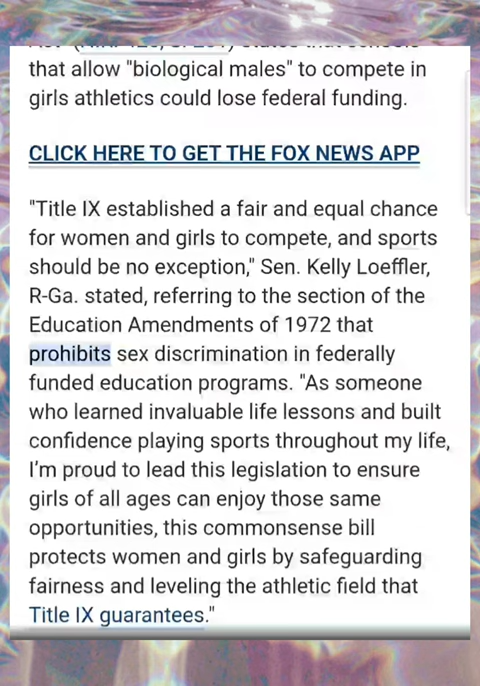 that allow "biological males" to compete in
girls athletics could lose federal funding.
CLICK HERE TO GET THE FOX NEWS APP
"Title IX established a fair and equal chance
for women and girls to compete, and sports
should be no exception," Sen. Kelly Loeffler,
R-Ga. stated, referring to the section of the
Education Amendments of 1972 that
prohibits sex discrimination in federally
funded education programs. "As someone
who learned invaluable life lessons and built
confidence playing sports throughout my life,
I'm proud to lead this legislation to ensure
girls of all ages can enjoy those same
opportunities, this commonsense bill
protects women and girls by safeguarding
fairness and leveling the athletic field that
Title IX guarantees."